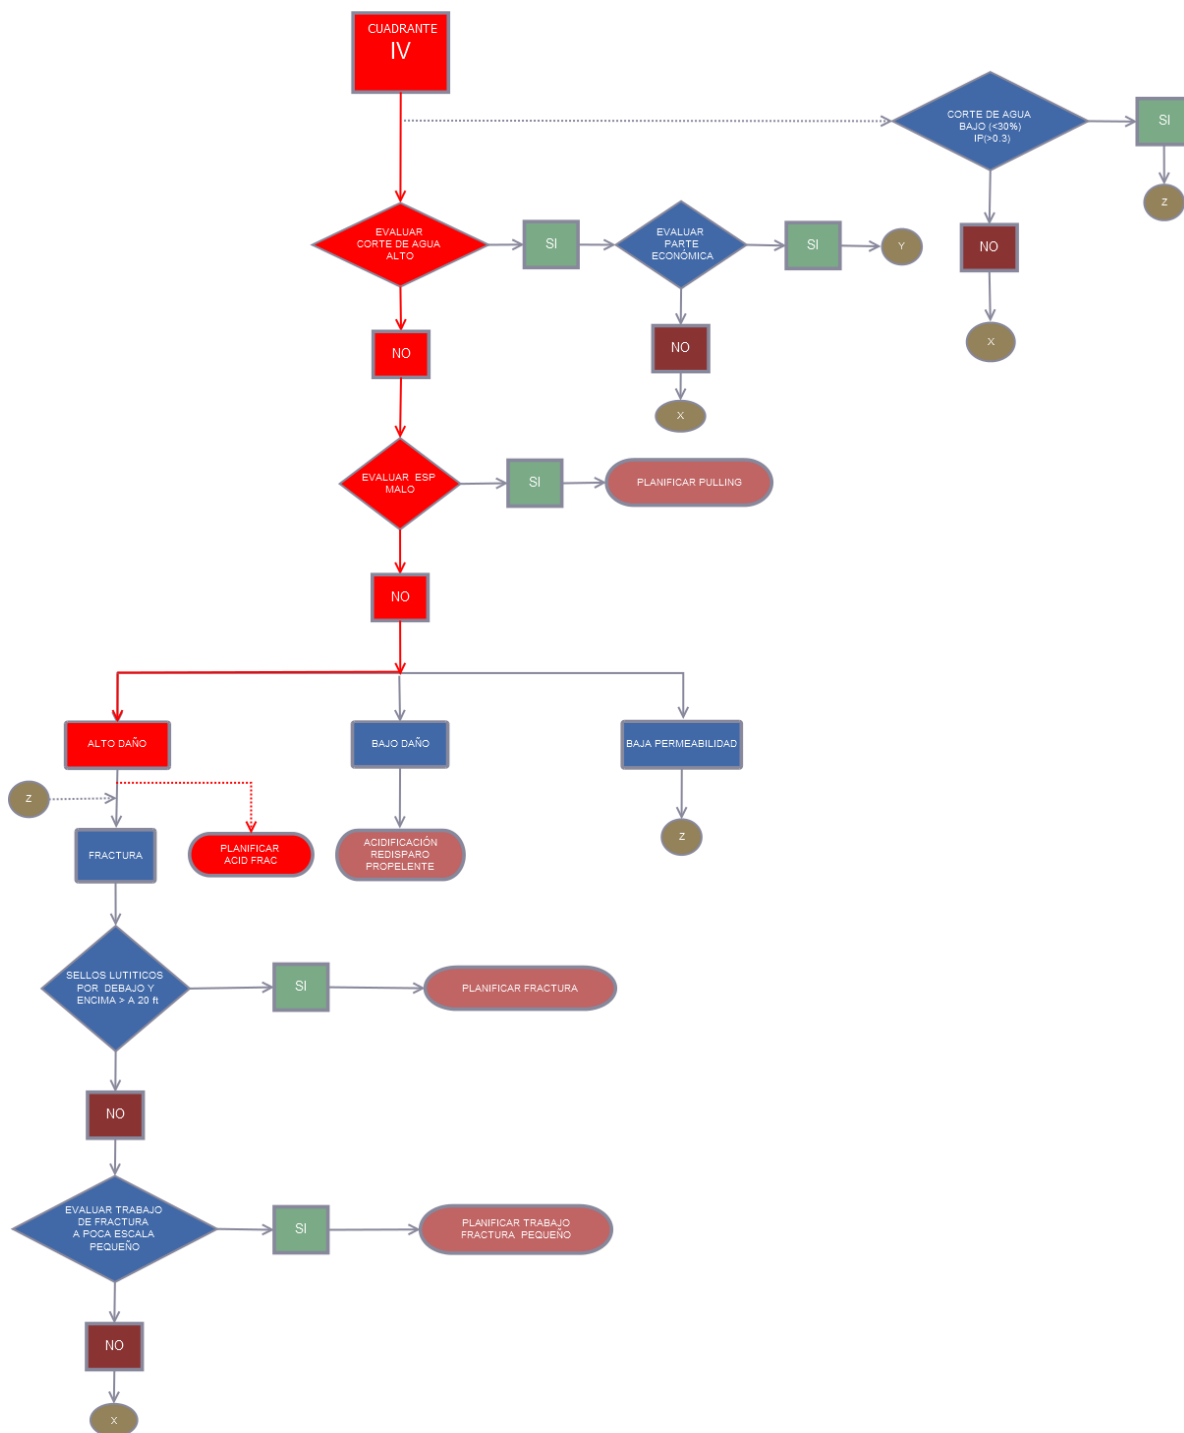 CUADRANTE
IV
CORTE DE AGUA
BAJO (<30%)
IP(>0.3)
SI
Z
NO
X
EVALUAR
CORTE DE AGUA
ALTO
SI
EVALUAR
PARTE
ECONÓMICA
SI
Y
NO
NO
X
EVALUAR ESP
MALO
SI
PLANIFICAR PULLING
NO
ALTO DAÑO
BAJO DAÑO
BAJA PERMEABILIDAD
Z
FRACTURA
PLANIFICAR
ACID FRAC
ACIDIFICACIÓN
REDISPARO
PROPELENTE
Z
SELLOS LUTITICOS
POR DEBAJO Y
ENCIMA > A 20 ft
SI
PLANIFICAR FRACTURA
NO
EVALUAR TRABAJO
DE FRACTURA
A POCA ESCALA
PEQUEÑO
SI
PLANIFICAR TRABAJO
FRACTURA PEQUEÑO
NO
X